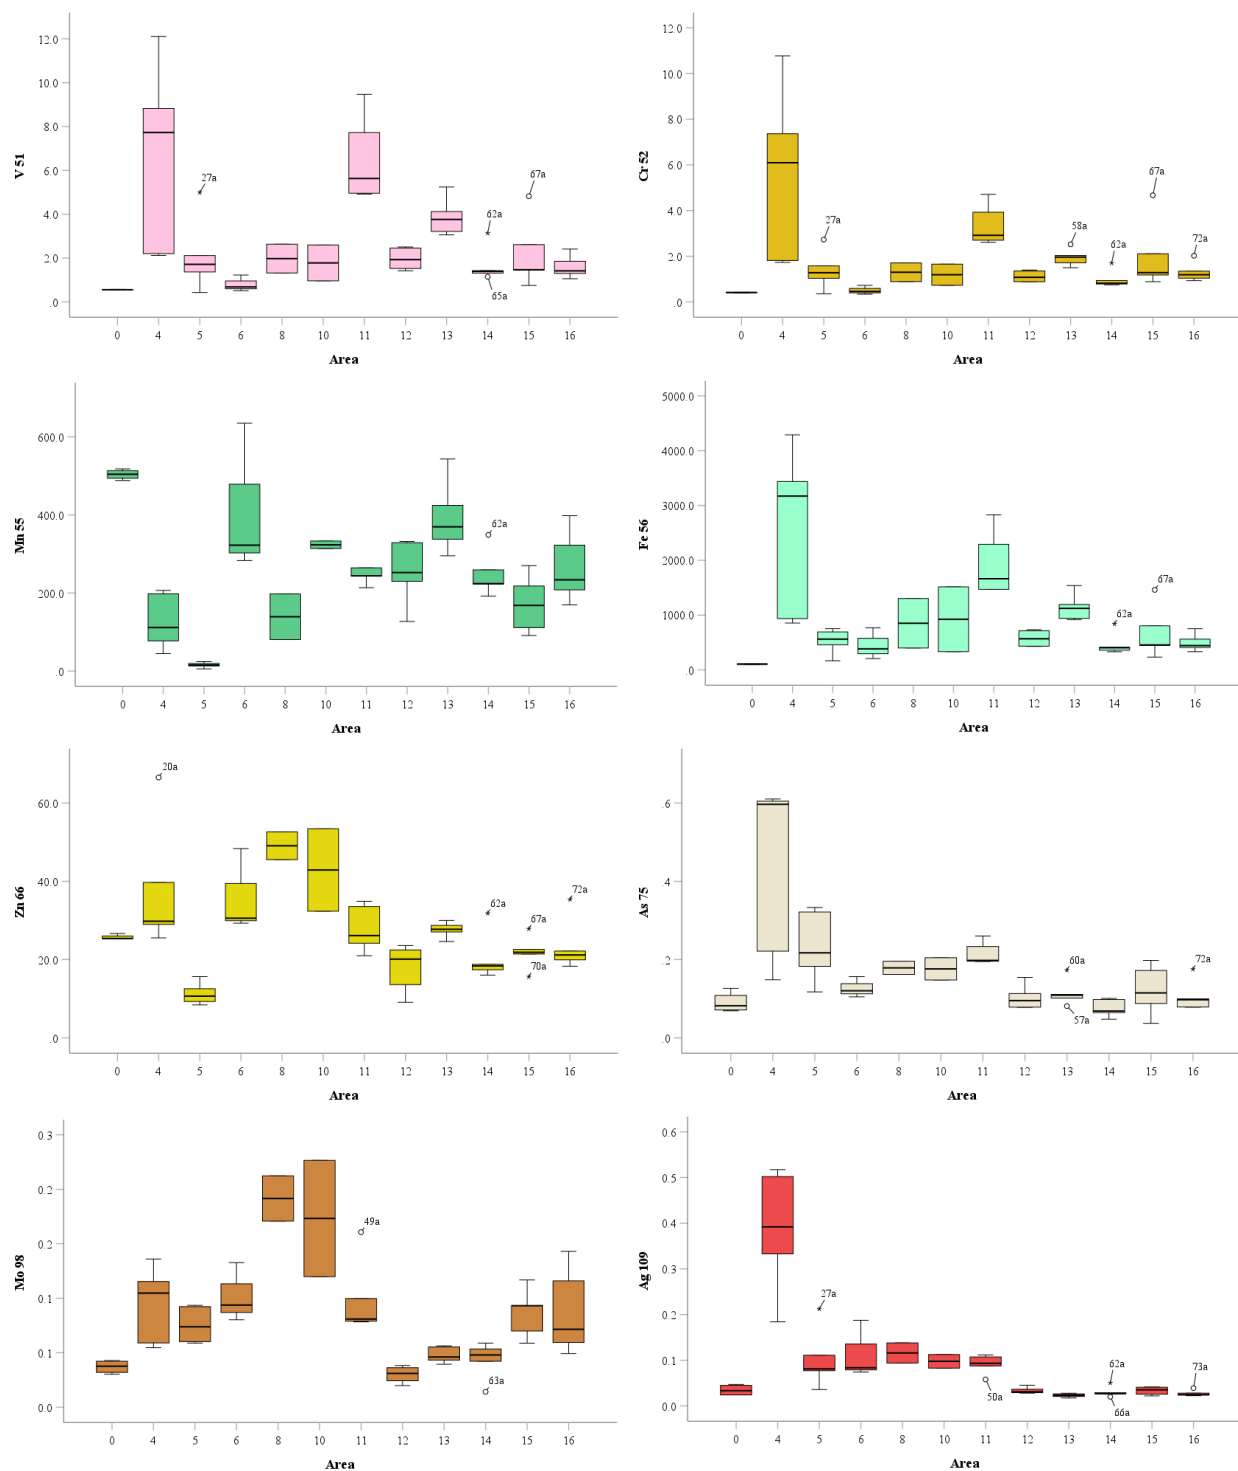 12.0
10.0
8.0
6.0
4.0
2.0
.0
V 51
27a
67a
62a
65a
0 4 5 6 8 10 11 12 13 14 15 16
Area
12.0
10.0
8.0
6.0
4.0
2.0
.0
Cr 52
27a
67a
58a
62a
72a
0 4 5 6 8 10 11 12 13 14 15 16
Area
600.0
400.0
200.0
.0
Mn 55
62a
0 4 5 6 8 10 11 12 13 14 15 16
Area
5000.0
4000.0
3000.0
2000.0
1000.0
.0
Fe 56
67a
62a
0 4 5 6 8 10 11 12 13 14 15 16
Area
60.0
40.0
20.0
.0
Zn 66
20a
62a
67a
70a
72a
0 4 5 6 8 10 11 12 13 14 15 16
Area
.6
.4
.2
.0
As 75
60a
57a
72a
0 4 5 6 8 10 11 12 13 14 15 16
Area
0.3
0.2
0.2
0.1
0.1
0.0
Mo 98
49a
63a
0 4 5 6 8 10 11 12 13 14 15 16
Area
0.6
0.5
0.4
0.3
0.2
0.1
0.0
Ag 109
27a
50a
62a
66a
73a
0 4 5 6 8 10 11 12 13 14 15 16
Area